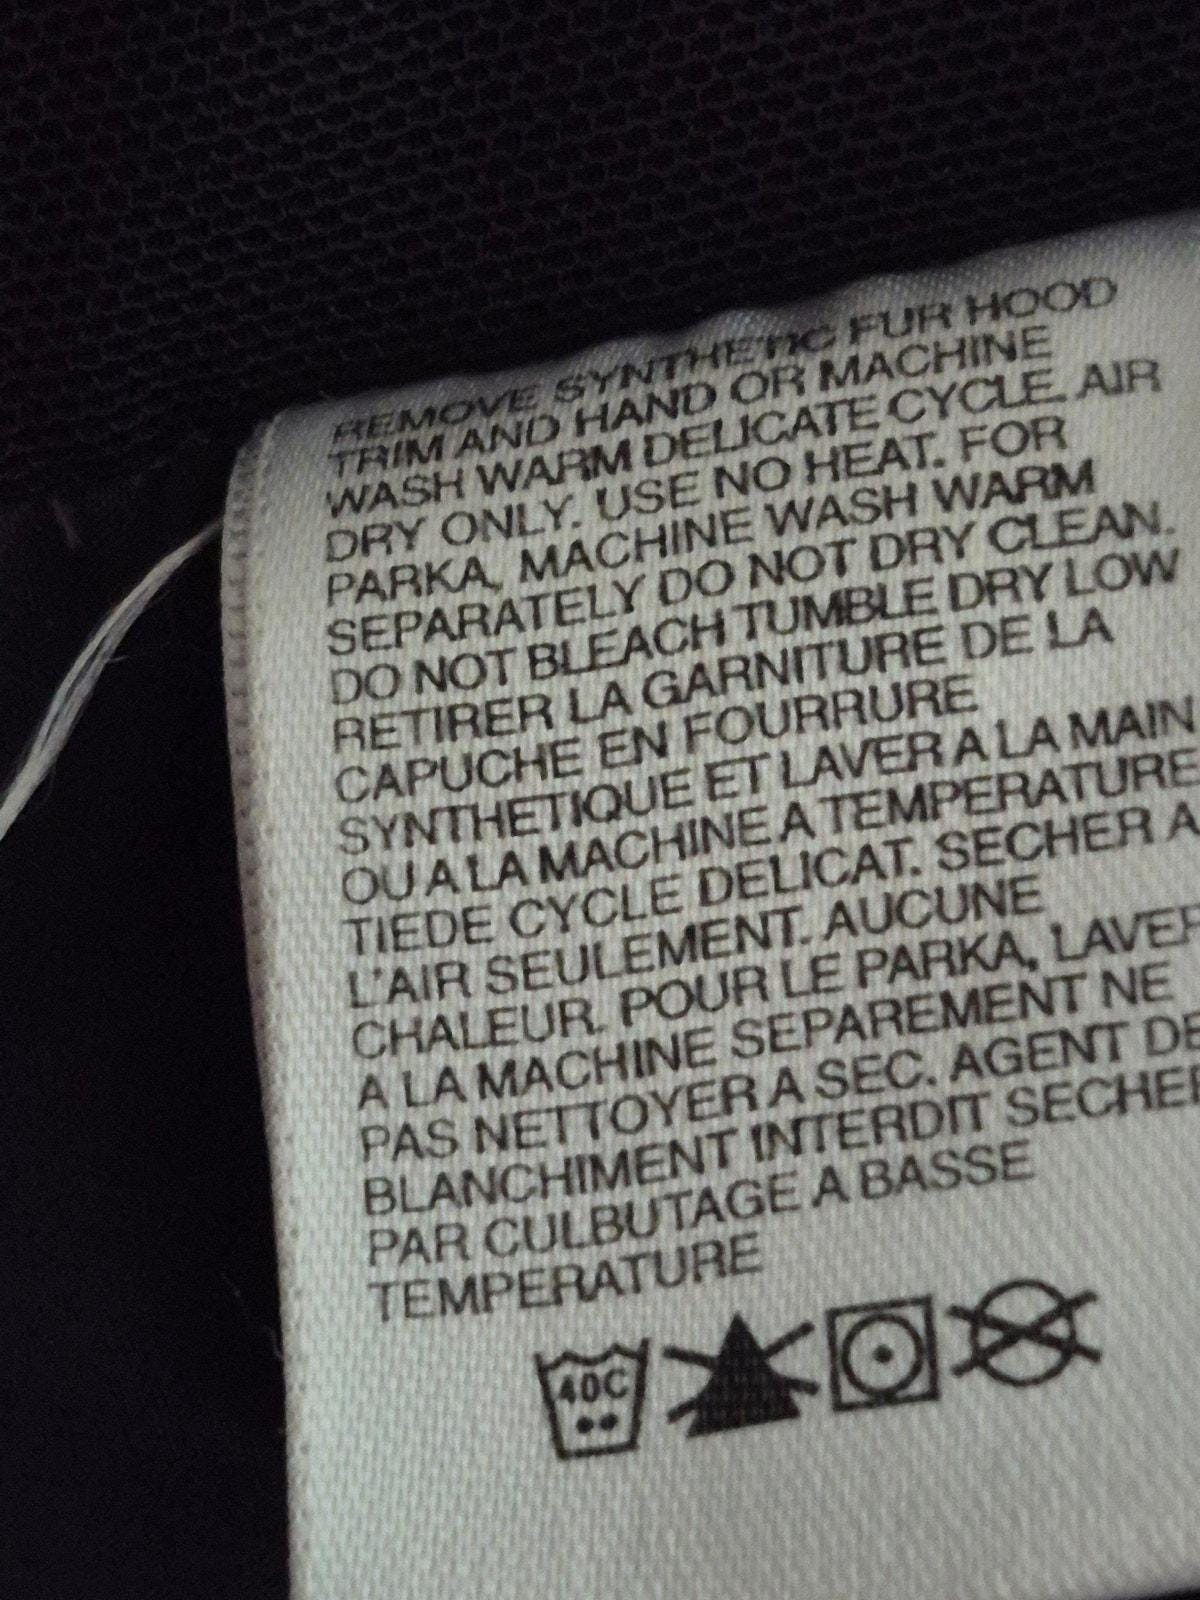 REMOVE SYNTHETIC FUR HOOD
TRIM AND HAND OR MACHINE
WASH WARM DELICATE CYCLE. AIR
DRY ONLY. USE NO HEAT. FOR
PARKA, MACHINE WASH WARM
SEPARATELY DO NOT DRY CLEAN.
DO NOT BLEACH TUMBLE DRY LOW
RETIRER LA GARNITURE DE LA
CAPUCHE EN FOURRURE
SYNTHETIQUE ET LAVER A LA MAIN
OU A LA MACHINE A TEMPERATURE
TIEDE CYCLE DELICAT. SECHER A
L'AIR SEULEMENT. AUCUNE
CHALEUR. POUR LE PARKA, LAVER
A LA MACHINE SEPAREMENT NE
PAS NETTOYER A SEC. AGENT DE
BLANCHIMENT INTERDIT SECHER
PAR CULBUTAGE A BASSE
TEMPERATURE
40C